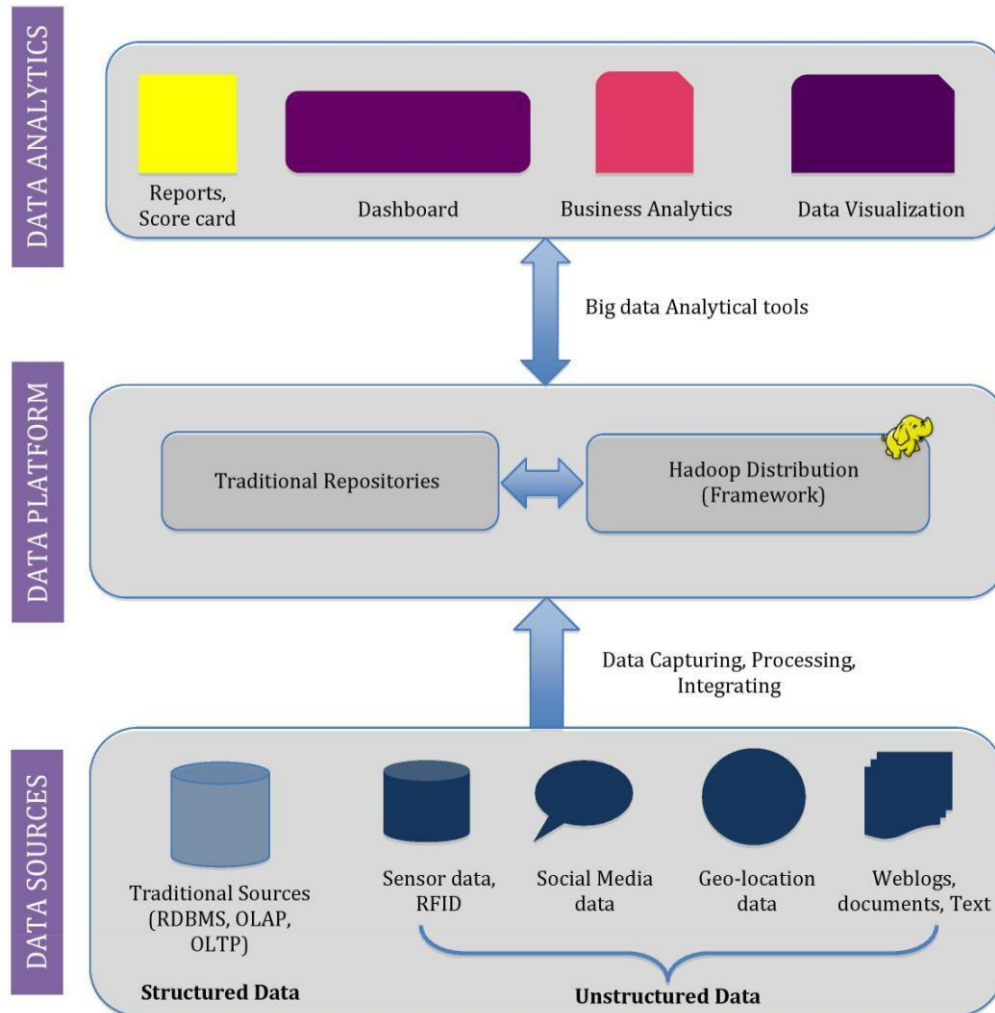 DATA ANALYTICS
Reports,
Score card
Dashboard
Business Analytics
Data Visualization
Big data Analytical tools
DATA PLATFORM
Traditional Repositories
Hadoop Distribution
(Framework)
Data Capturing, Processing,
Integrating
DATA SOURCES
Traditional Sources
(RDBMS, OLAP,
OLTP)
Sensor data,
RFID
Social Media
data
Geo-location
data
Weblogs,
documents, Text
Structured Data
Unstructured Data